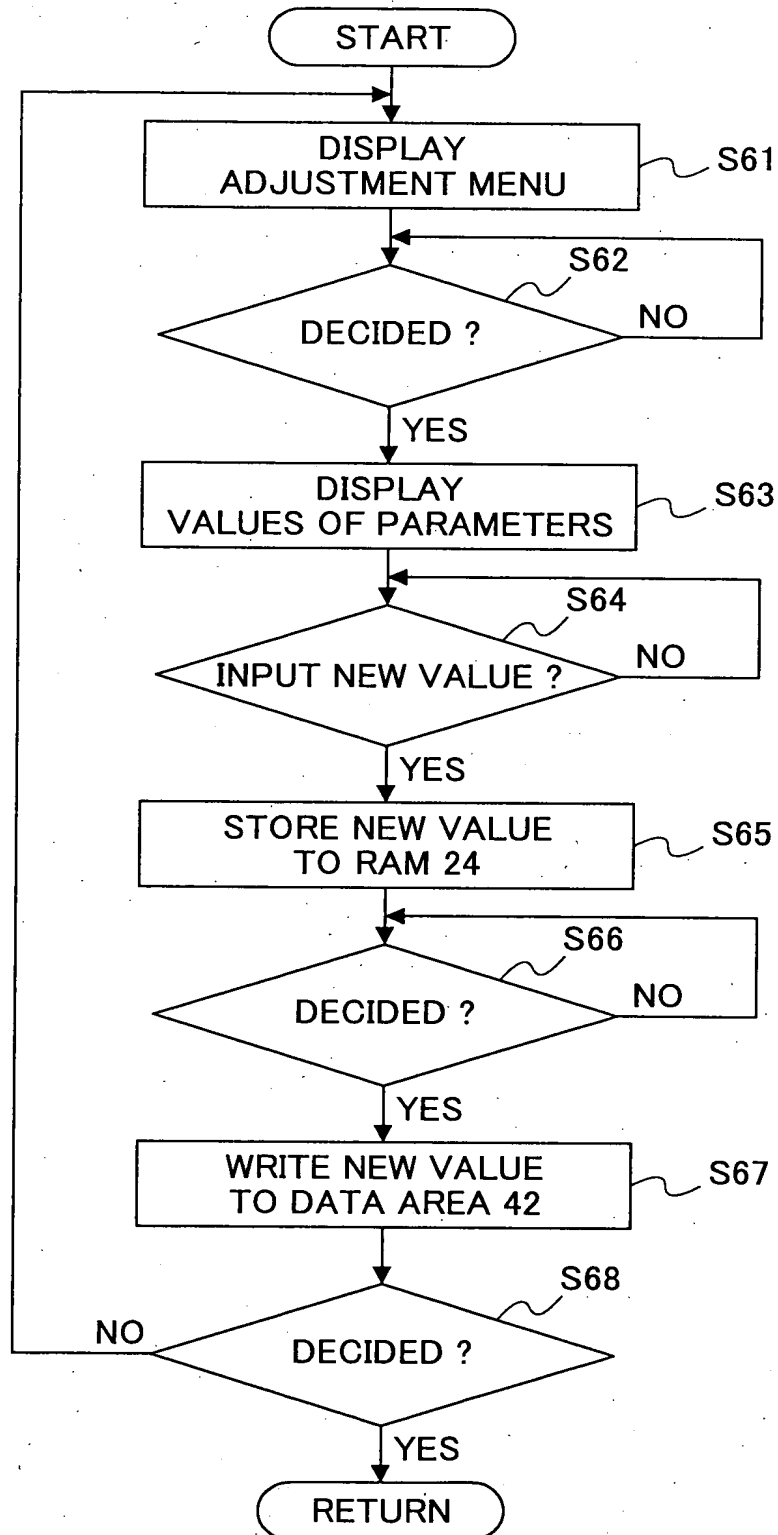 START
DISPLAY
ADJUSTMENT MENU
S61
S62
DECIDED ?
NO
YES
DISPLAY
VALUES OF PARAMETERS
S63
S64
INPUT NEW VALUE ?
NO
YES
STORE NEW VALUE
TO RAM 24
S65
S66
DECIDED ?
NO
YES
WRITE NEW VALUE
TO DATA AREA 42
S67
S68
NO
DECIDED ?
YES
RETURN